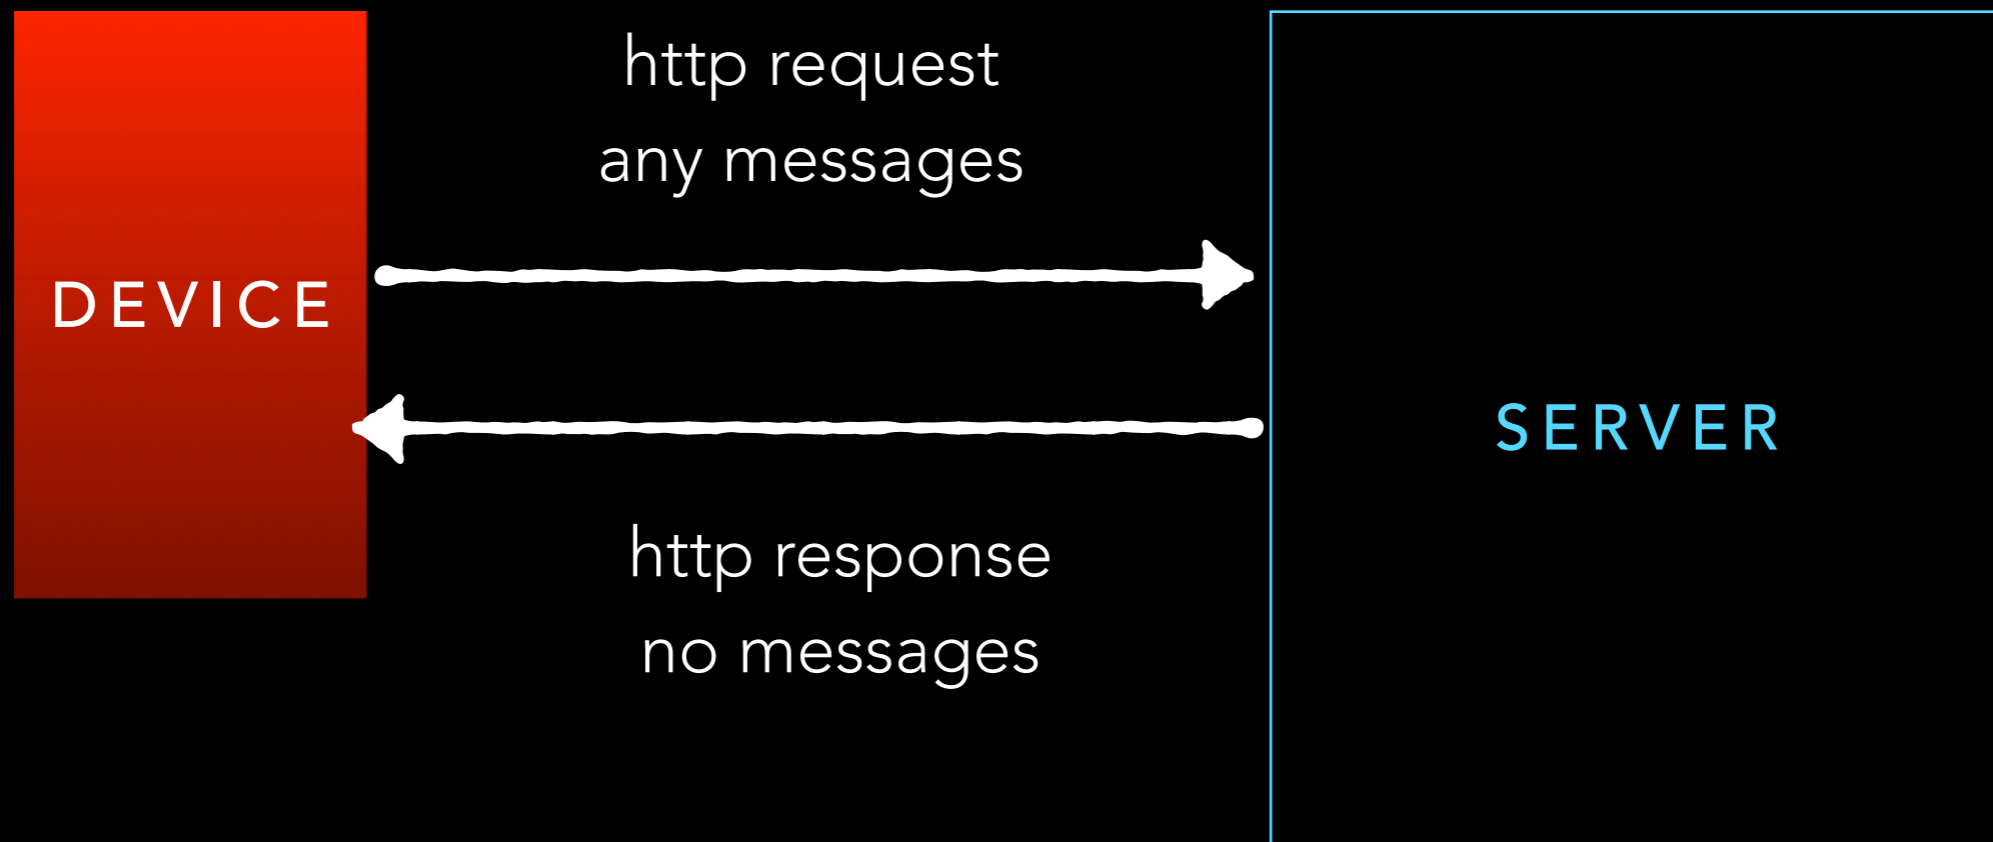 http request
any messages
DEVICE
SERVER
http response
no messages